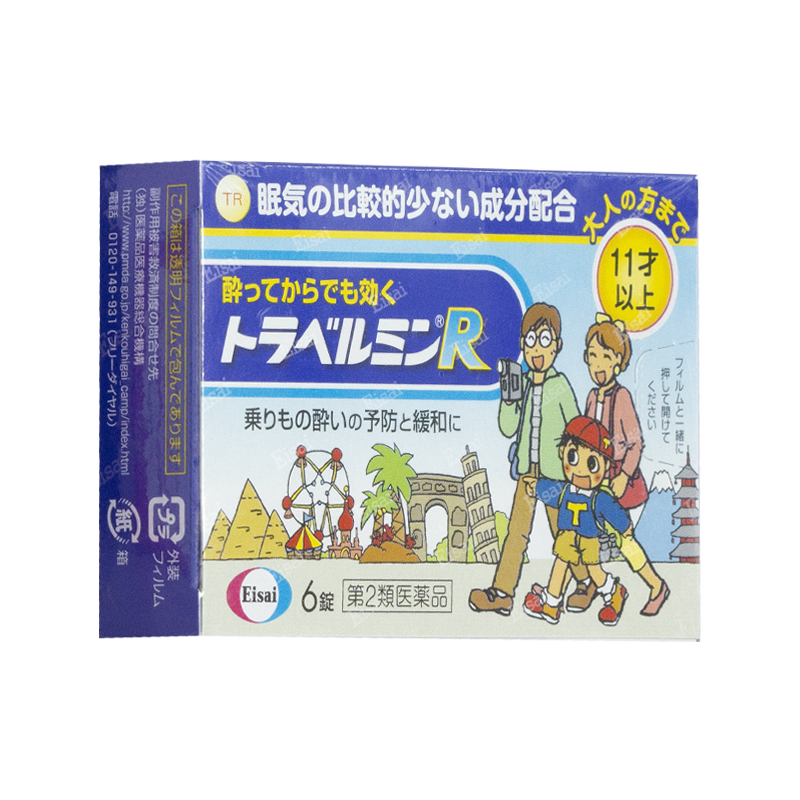 TR
眠気の比較的少ない成分配合
大人の方まで
11才
以上
酔ってからでも効く
トラベルミン®R
乗りもの酔いの予防と緩和に
フィルムと一緒に
押して開けて
ください
T
Eisai
6錠
第2類医薬品
この箱は透明フィルムで包んであります
副作用被害救済制度の問合せ先
(独)医薬品医療機器総合機構
http://www.pmda.go.jp/kenkouhigai_camp/index.html
電話 0120-149-931(フリーダイヤル)
プラ
外装
フィルム
紙
箱
Eisai